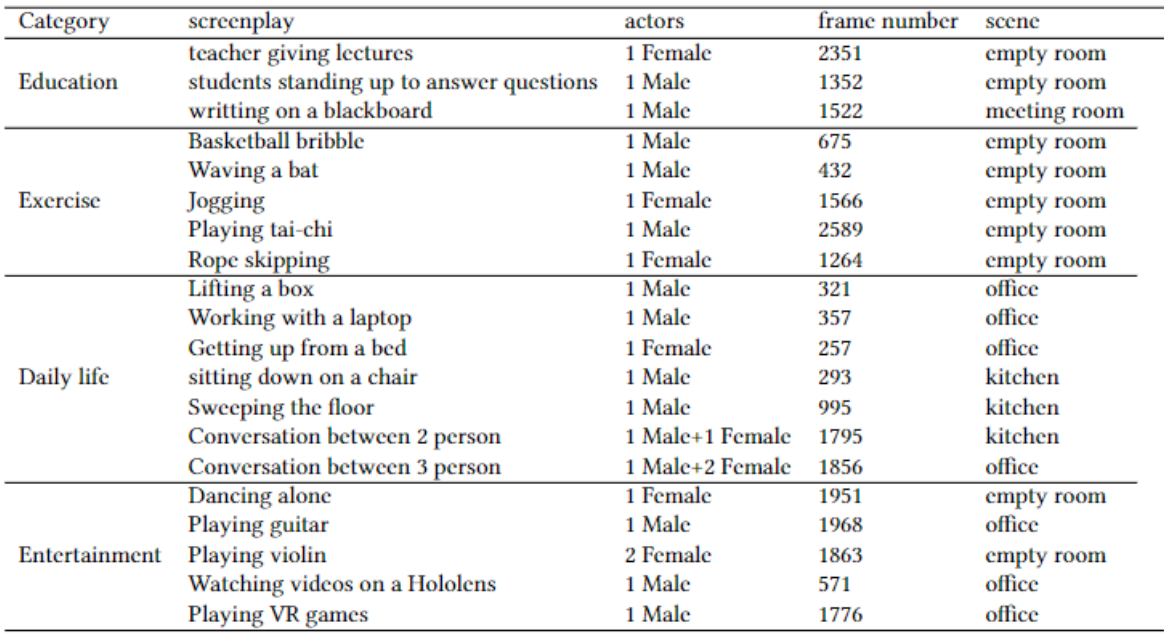 Category screenplay actors frame number scene
teacher giving lectures 1 Female 2351 empty room
Education students standing up to answer questions 1 Male 1352 empty room
writting on a blackboard 1 Male 1522 meeting room
Basketball bribble 1 Male 675 empty room
Waving a bat 1 Male 432 empty room
Exercise Jogging 1 Female 1566 empty room
Playing tai-chi 1 Male 2589 empty room
Rope skipping 1 Female 1264 empty room
Lifting a box 1 Male 321 office
Working with a laptop 1 Male 357 office
Getting up from a bed 1 Female 257 office
Daily life sitting down on a chair 1 Male 293 kitchen
Sweeping the floor 1 Male 995 kitchen
Conversation between 2 person 1 Male+1 Female 1795 kitchen
Conversation between 3 person 1 Male+2 Female 1856 office
Dancing alone 1 Female 1951 empty room
Playing guitar 1 Male 1968 office
Entertainment Playing violin 2 Female 1863 empty room
Watching videos on a Hololens 1 Male 571 office
Playing VR games 1 Male 1776 office